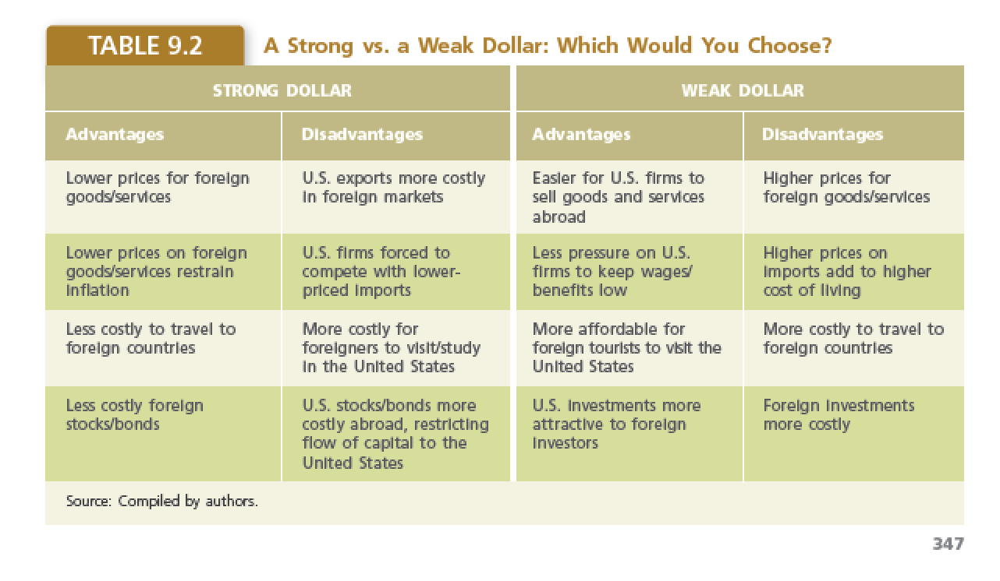 TABLE 9.2
A Strong vs. a Weak Dollar: Which Would You Choose?
STRONG DOLLAR
WEAK DOLLAR
Advantages
Disadvantages
Advantages
Disadvantages
Lower prices for foreign
goods/services
U.S. exports more costly
in foreign markets
Easier for U.S. firms to
sell goods and services
abroad
Higher prices for
foreign goods/services
Lower prices on foreign
goods/services restrain
inflation
U.S. firms forced to
compete with lower-
priced imports
Less pressure on U.S.
firms to keep wages/
benefits low
Higher prices on
imports add to higher
cost of living
Less costly to travel to
foreign countries
More costly for
foreigners to visit/study
in the United States
More affordable for
foreign tourists to visit the
United States
More costly to travel to
foreign countries
Less costly foreign
stocks/bonds
U.S. stocks/bonds more
costly abroad, restricting
flow of capital to the
United States
U.S. investments more
attractive to foreign
investors
Foreign investments
more costly
Source: Compiled by authors.
347